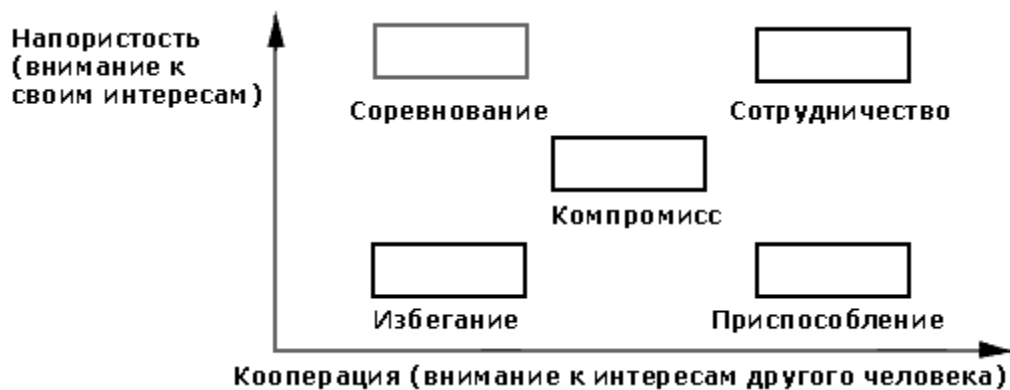 Напористость
(внимание к
своим интересам)
Соревнование
Сотрудничество
Компромисс
Избегание
Приспособление
Кооперация (внимание к интересам другого человека)